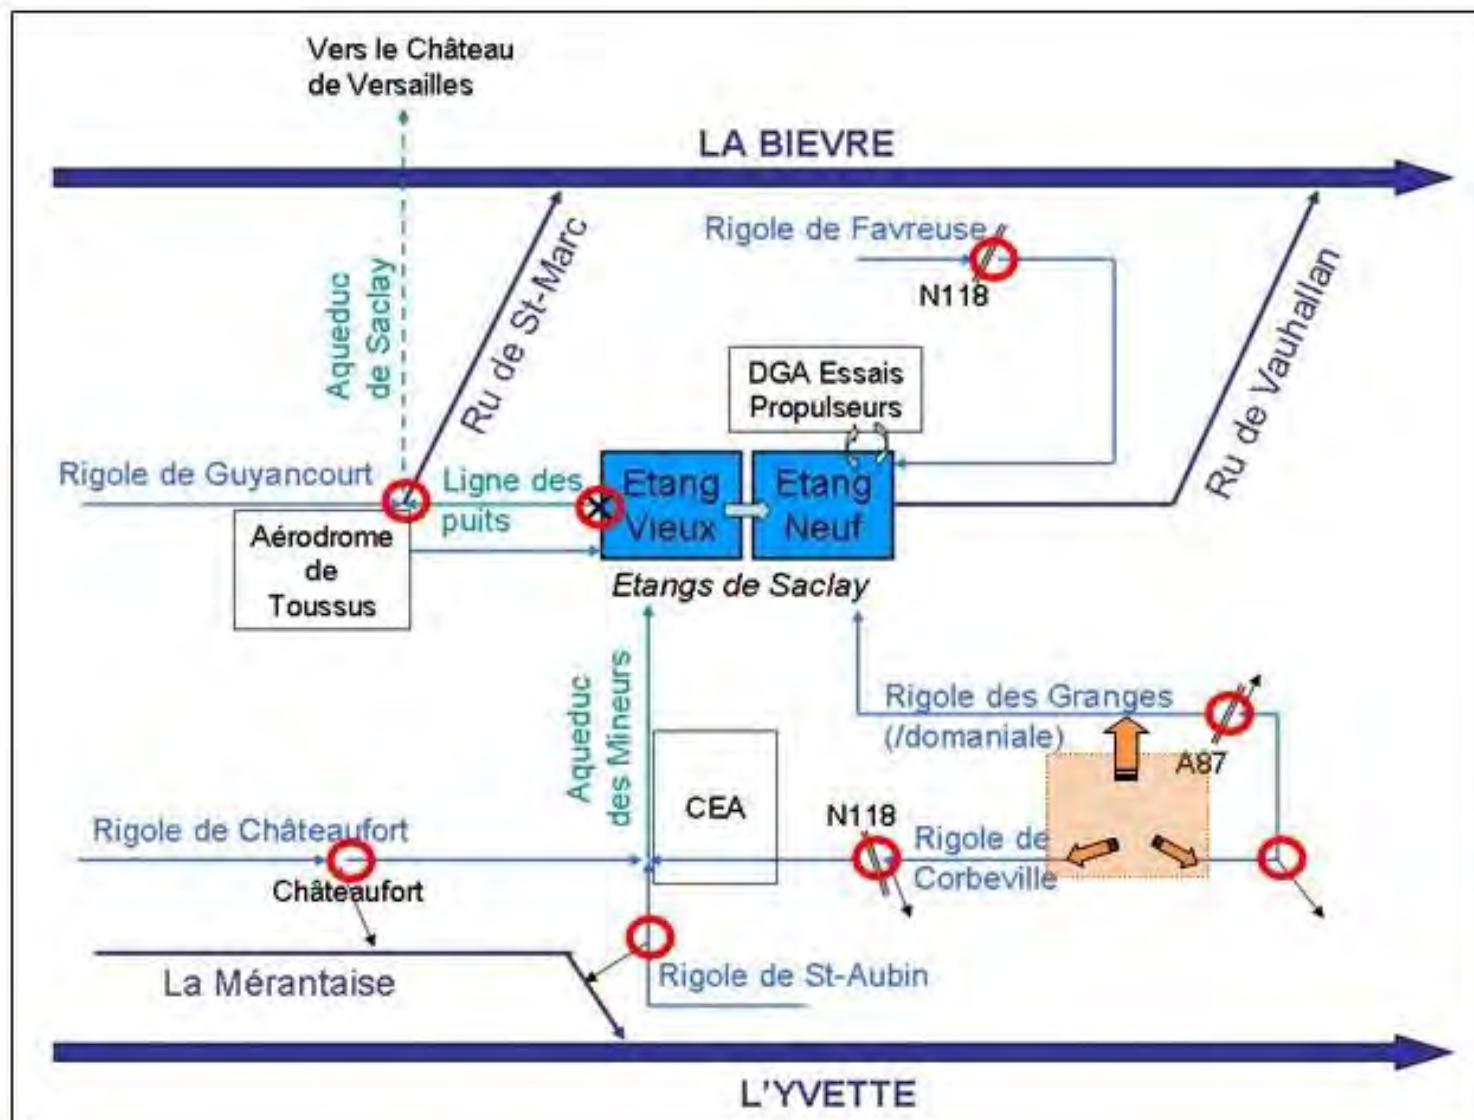 Vers le Château
de Versailles
LA BIEVRE
Rigole de Favreuse
N118
Aqueduc
de Saclay
Ru de St-Marc
Ru de Vauhallan
DGA Essais
Propulseurs
Rigole de Guyancourt
Ligne des
puits
Etang
Vieux
Etang
Neuf
Aérodrome
de
Toussus
Etangs de Saclay
Aqueduc
des Mineurs
Rigole des Granges
(/domaniale)
A87
CEA
N118
Rigole de Châteaufort
Rigole de
Corbeville
Châteaufort
La Mérantaise
Rigole de St-Aubin
L'YVETTE